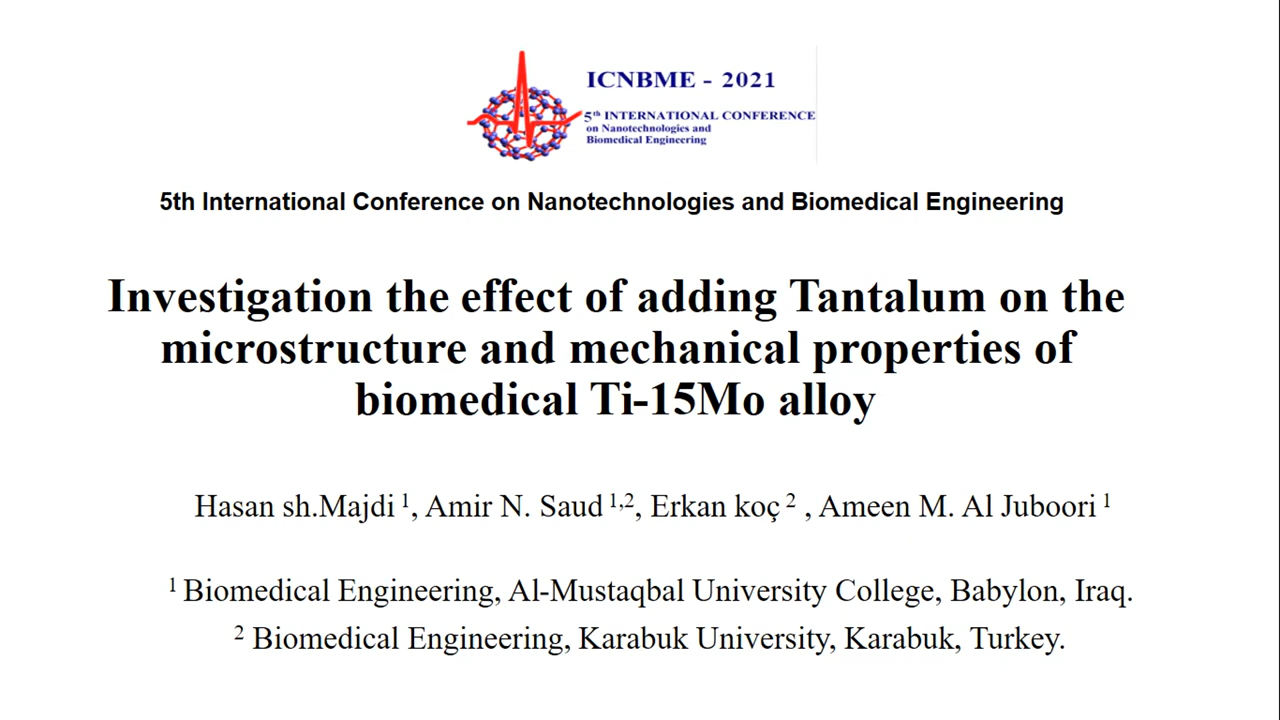 ICNBME - 2021
5th INTERNATIONAL CONFERENCE
on Nanotechnologies and
Biomedical Engineering
5th International Conference on Nanotechnologies and Biomedical Engineering
Investigation the effect of adding Tantalum on the
microstructure and mechanical properties of
biomedical Ti-15Mo alloy
Hasan sh.Majdi 1, Amir N. Saud 1,2, Erkan koç 2 , Ameen M. Al Juboori 1
1 Biomedical Engineering, Al-Mustaqbal University College, Babylon, Iraq.
2 Biomedical Engineering, Karabuk University, Karabuk, Turkey.